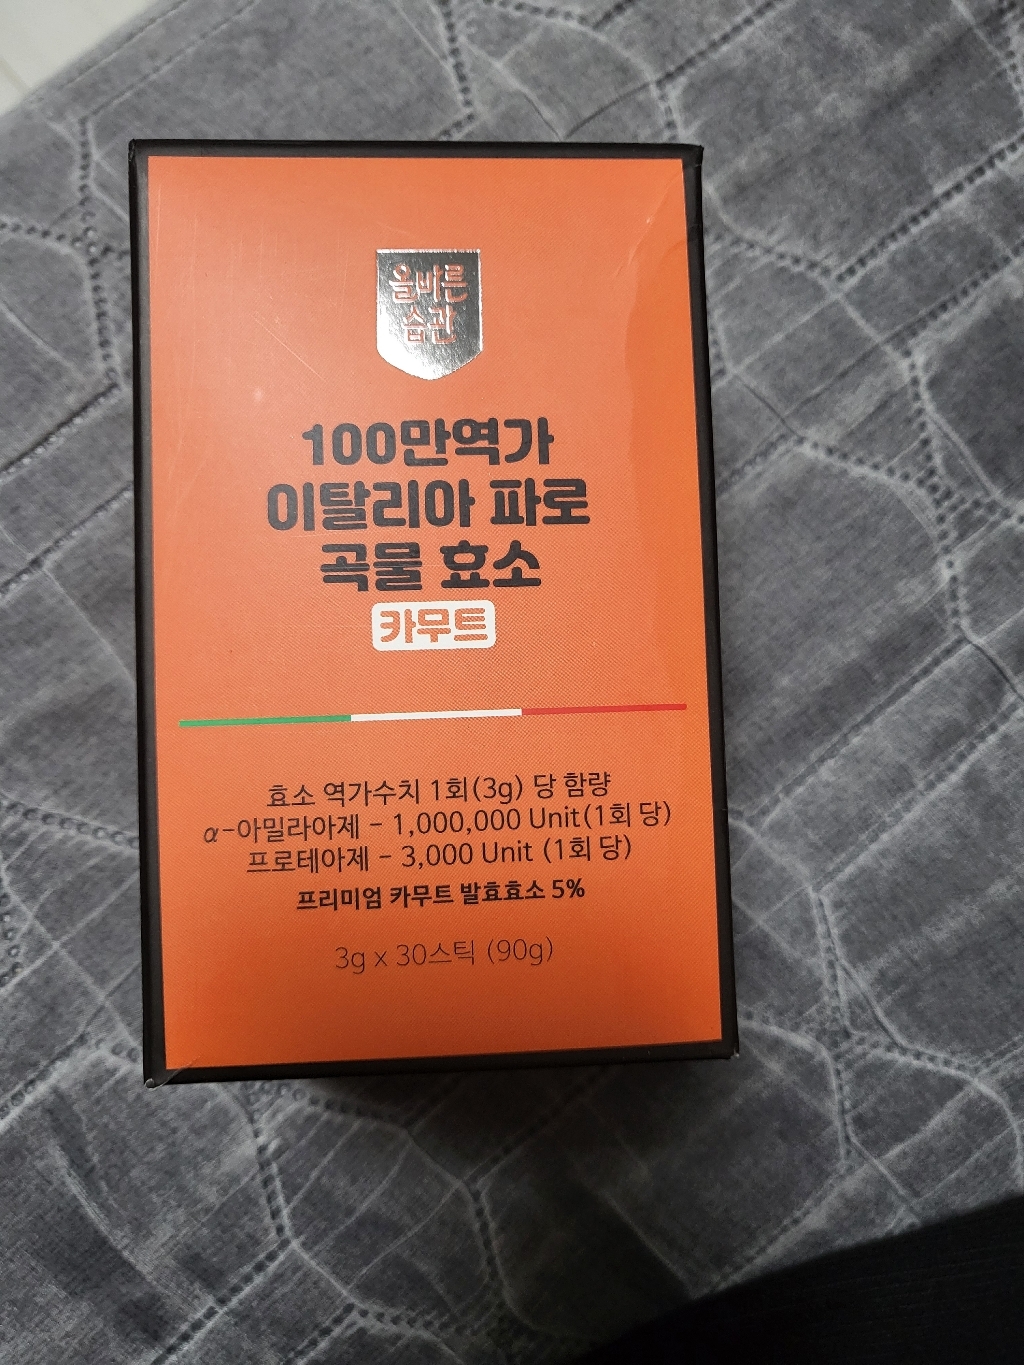 올바른
습관
100만역가
이탈리아 파로
곡물 효소
카무트
효소 역가수치 1회(3g) 당 함량
α-아밀라아제 - 1,000,000 Unit(1회 당)
프로테아제 - 3,000 Unit (1회 당)
프리미엄 카무트 발효효소 5%
3g x 30스틱 (90g)